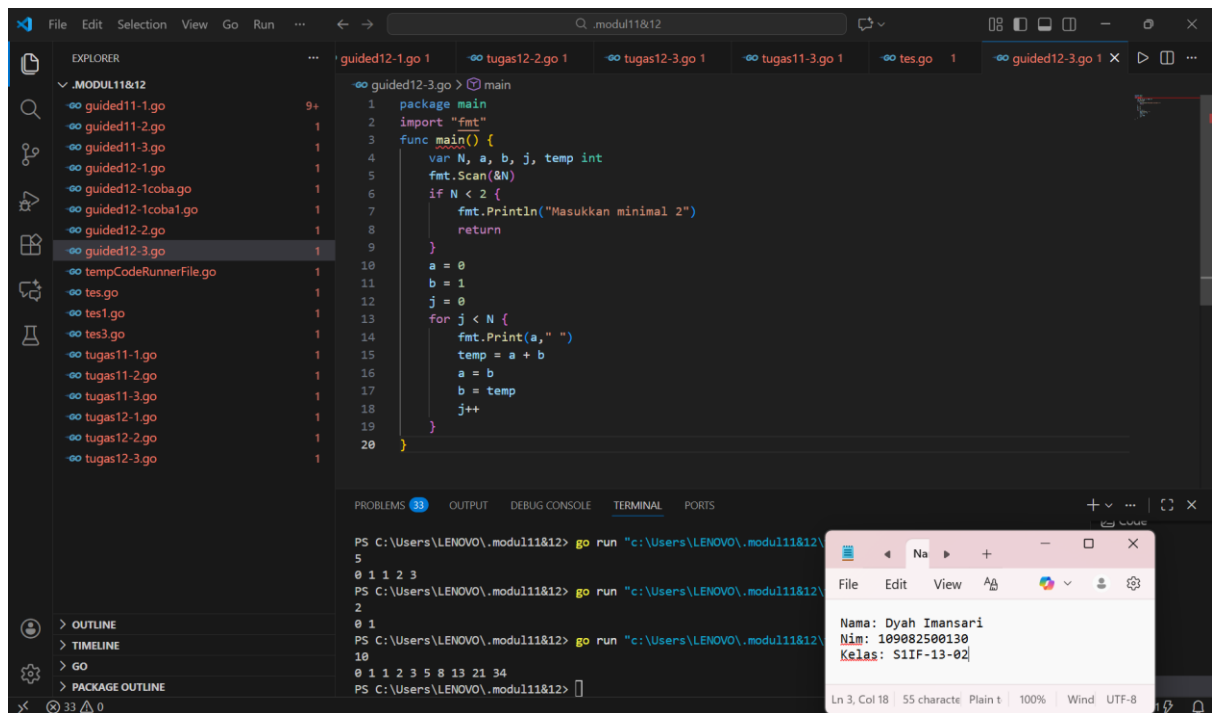 File Edit Selection View Go Run ··· .modul11&12
EXPLORER ···
.MODUL11&12
guided11-1.go 9+
guided11-2.go 1
guided11-3.go 1
guided12-1.go 1
guided12-1coba.go 1
guided12-1coba1.go 1
guided12-2.go 1
guided12-3.go 1
tempCodeRunnerFile.go 1
tes.go 1
tes1.go 1
tes3.go 1
tugas11-1.go 1
tugas11-2.go 1
tugas11-3.go 1
tugas12-1.go 1
tugas12-2.go 1
tugas12-3.go 1
OUTLINE
TIMELINE
GO
PACKAGE OUTLINE
33 0
guided12-1.go 1 tugas12-2.go 1 tugas12-3.go 1 tugas11-3.go 1 tes.go 1 guided12-3.go 1
guided12-3.go > main
1 package main
2 import "fmt"
3 func main() {
4 var N, a, b, j, temp int
5 fmt.Scan(&N)
6 if N < 2 {
7 fmt.Println("Masukkan minimal 2")
8 return
9 }
10 a = 0
11 b = 1
12 j = 0
13 for j < N {
14 fmt.Print(a," ")
15 temp = a + b
16 a = b
17 b = temp
18 j++
19 }
20 }
PROBLEMS 33 OUTPUT DEBUG CONSOLE TERMINAL PORTS
Code
PS C:\Users\LENOVO\.modul11&12> go run "c:\Users\LENOVO\.modul11&12\
5
0 1 1 2 3
PS C:\Users\LENOVO\.modul11&12> go run "c:\Users\LENOVO\.modul11&12\
2
0 1
PS C:\Users\LENOVO\.modul11&12> go run "c:\Users\LENOVO\.modul11&12\
10
0 1 1 2 3 5 8 13 21 34
PS C:\Users\LENOVO\.modul11&12>
Na
File Edit View
Nama: Dyah Imansari
Nim: 109082500130
Kelas: S1IF-13-02
Ln 3, Col 18 55 characte Plain t 100% Wind UTF-8